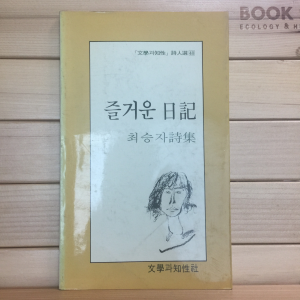 BOOK
ECOLOGY & H
「文學과知性」詩人選 40
즐거운 日記
최승자詩集
文學과知性社